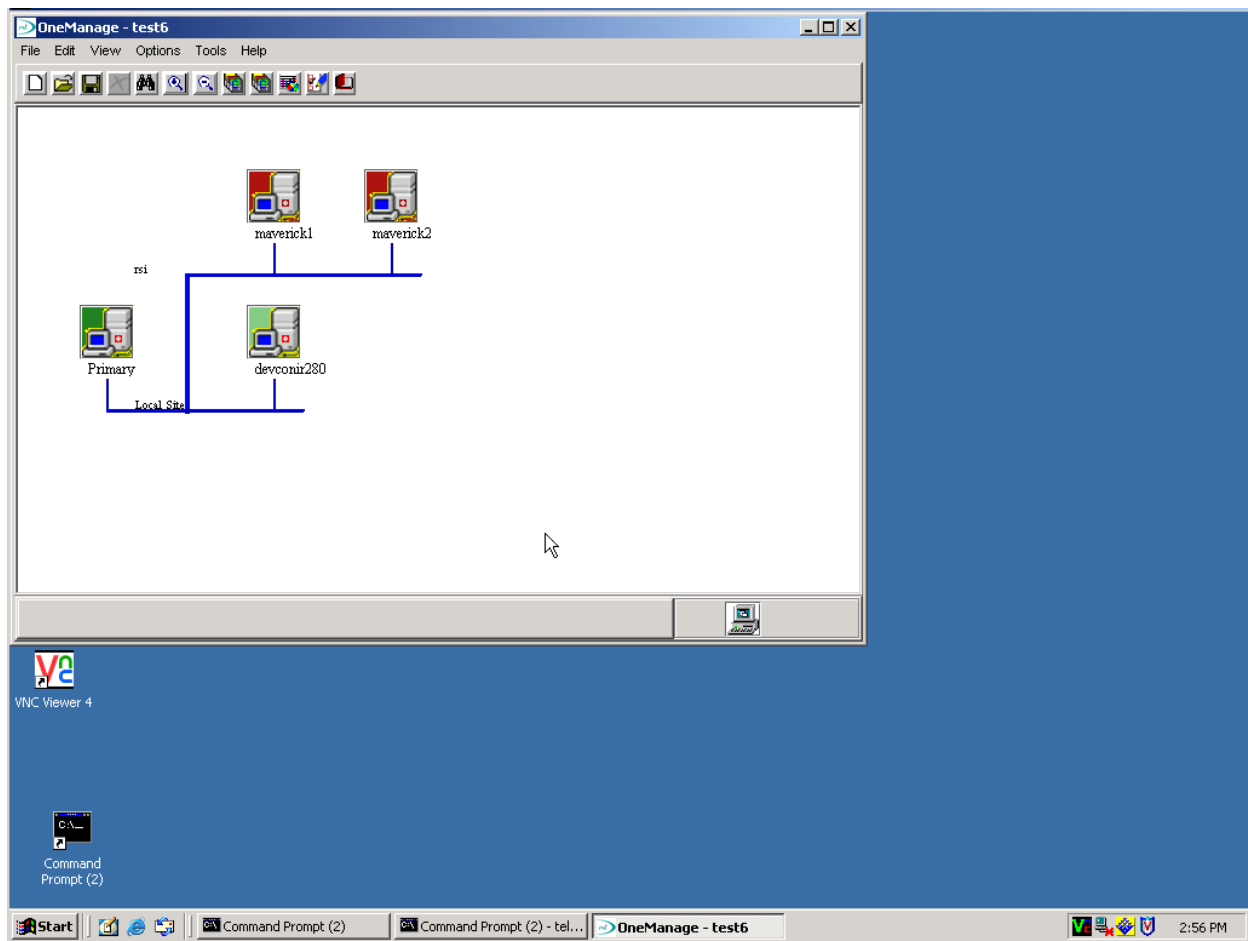 OneManage - test6
File Edit View Options Tools Help
maverick1 maverick2
rsi
Primary devconir280
Local Site
VNC Viewer 4
C:\_
Command
Prompt (2)
Start Command Prompt (2) Command Prompt (2) - tel... OneManage - test6 2:56 PM